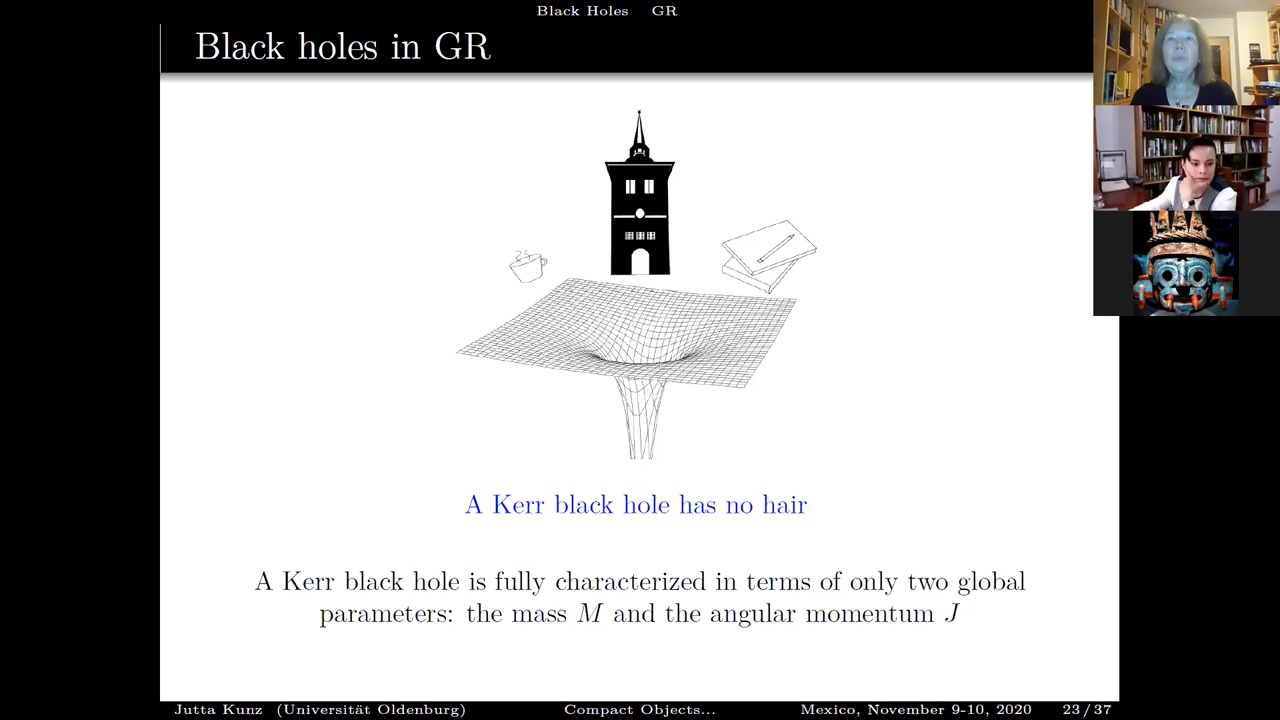 Black Holes GR
Black holes in GR
A Kerr black hole has no hair
A Kerr black hole is fully characterized in terms of only two global
parameters: the mass M and the angular momentum J
Jutta Kunz (Universität Oldenburg) Compact Objects... Mexico, November 9-10, 2020 23/37